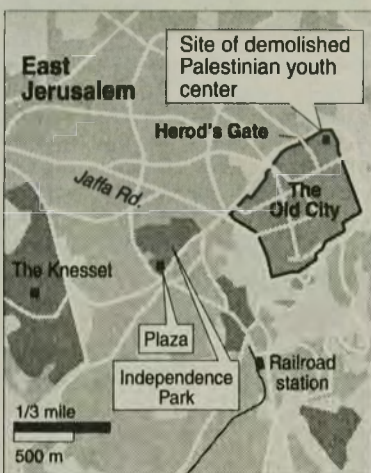 Site of demolished
Palestinian youth
center
East
Jerusalem
Herod's Gate
Jaffa Rd.
The
Old City
The Knesset
Plaza
Independence
Park
Railroad
station
1/3 mile
500 m